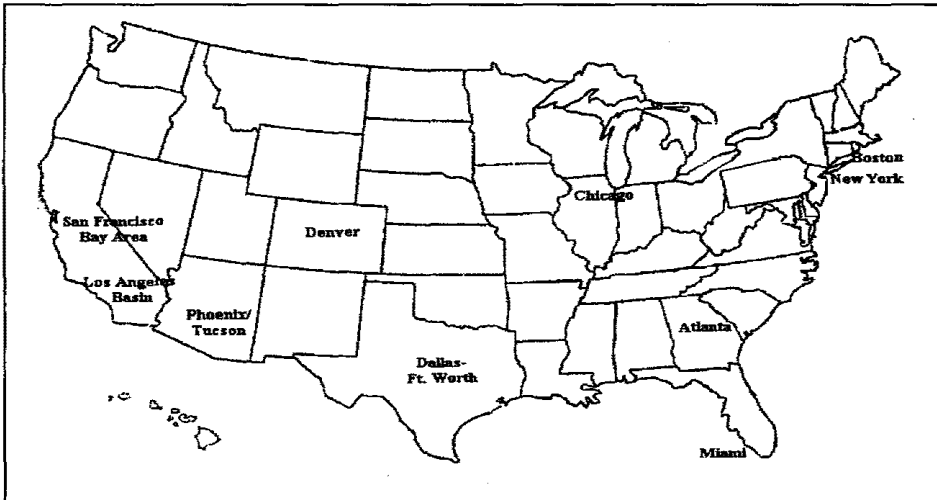 Boston
New York
Chicago
San Francisco
Bay Area
Denver
Los Angeles
Basin
Phoenix/
Tucson
Atlanta
Dallas-
Ft. Worth
Miami